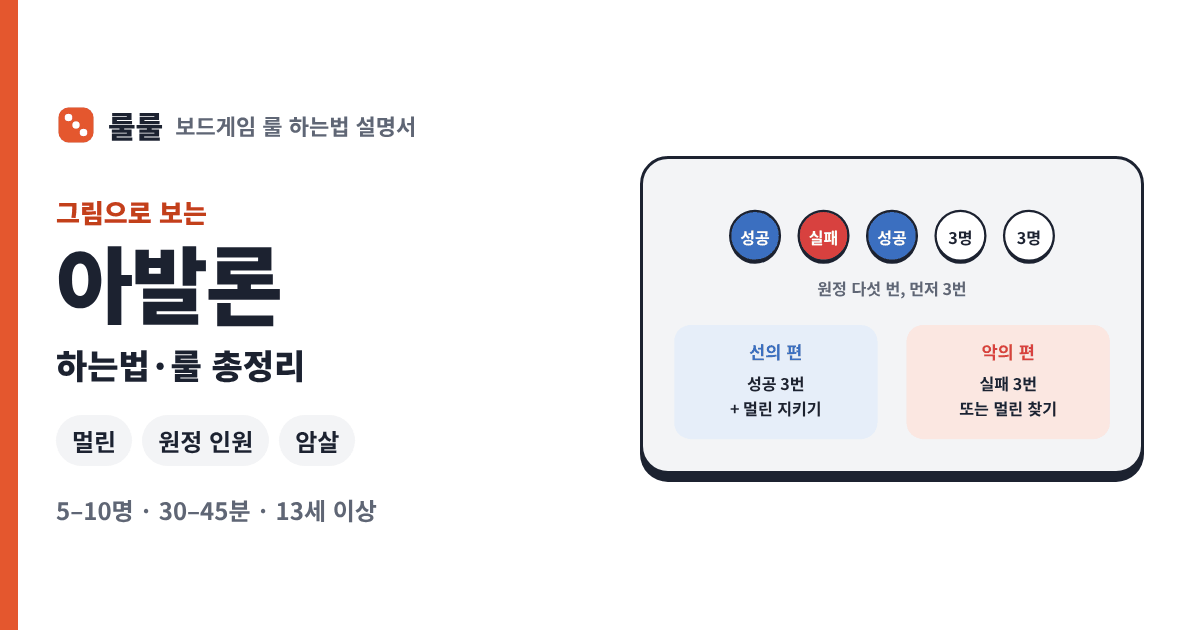 룰룰 보드게임 룰 하는법 설명서
그림으로 보는
아발론
하는법·룰 총정리
멀린 원정 인원 암살
5–10명 · 30–45분 · 13세 이상
성공 실패 성공 3명 3명
원정 다섯 번, 먼저 3번
선의 편
성공 3번
+ 멀린 지키기
악의 편
실패 3번
또는 멀린 찾기